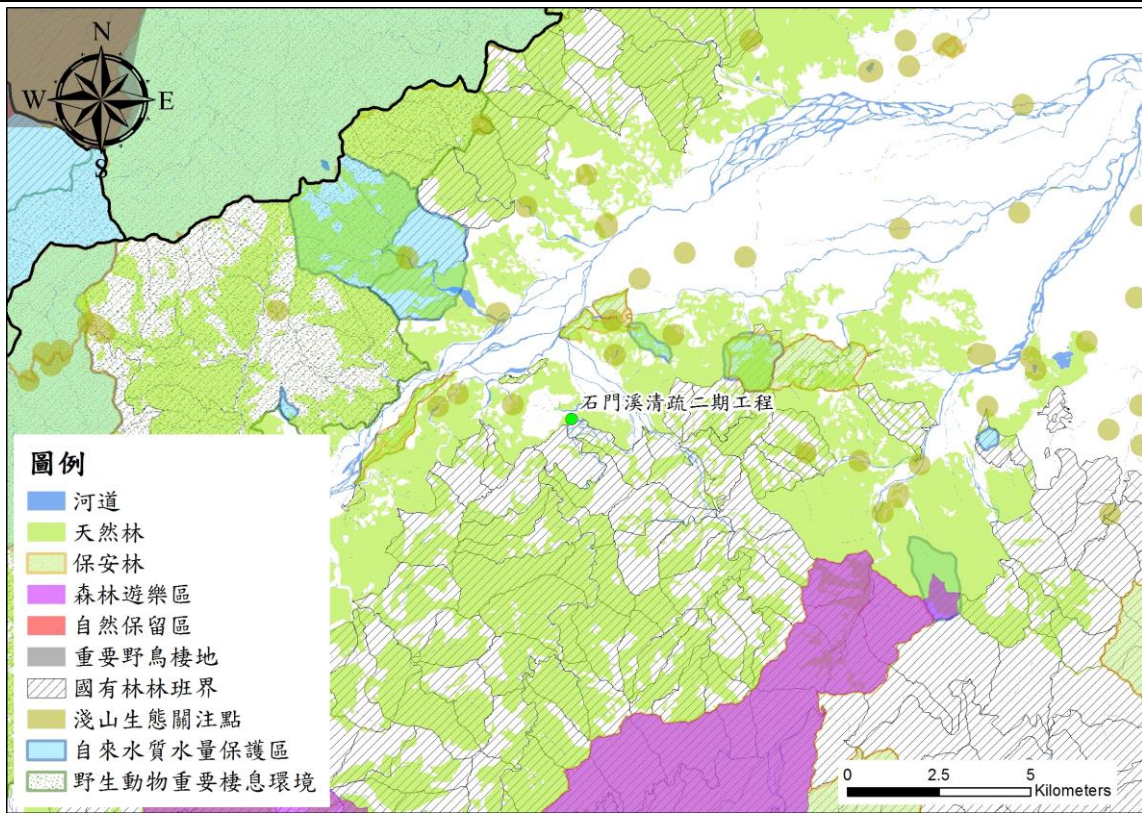 N
W
E
S
石門溪清疏二期工程
圖例
河道
天然林
保安林
森林遊樂區
自然保留區
重要野鳥棲地
國有林林班界
淺山生態關注點
自來水質水量保護區
野生動物重要棲息環境
0 2.5 5
Kilometers